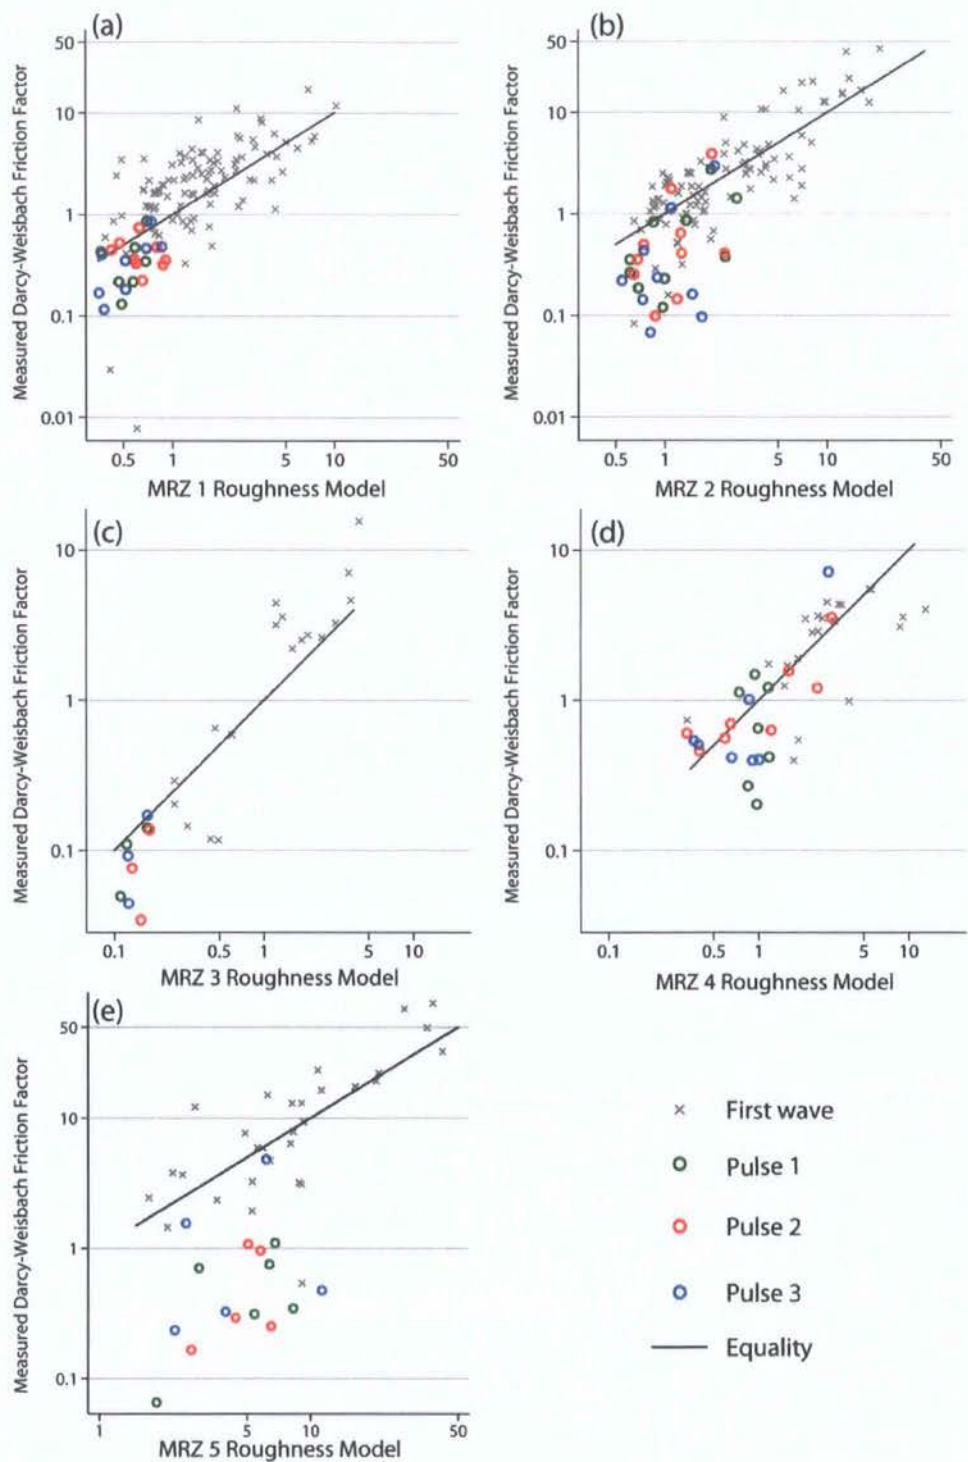 (a)
50
10
1
0.1
0.01
Measured Darcy-Weisbach Friction Factor
0.5 1 5 10 50
MRZ 1 Roughness Model
(b)
50
10
1
0.1
0.01
Measured Darcy-Weisbach Friction Factor
0.5 1 5 10 50
MRZ 2 Roughness Model
(c)
10
1
0.1
Measured Darcy-Weisbach Friction Factor
0.1 0.5 1 5 10
MRZ 3 Roughness Model
(d)
10
1
0.1
Measured Darcy-Weisbach Friction Factor
0.1 0.5 1 5 10
MRZ 4 Roughness Model
(e)
50
10
1
0.1
Measured Darcy-Weisbach Friction Factor
1 5 10 50
MRZ 5 Roughness Model
First wave
Pulse 1
Pulse 2
Pulse 3
Equality